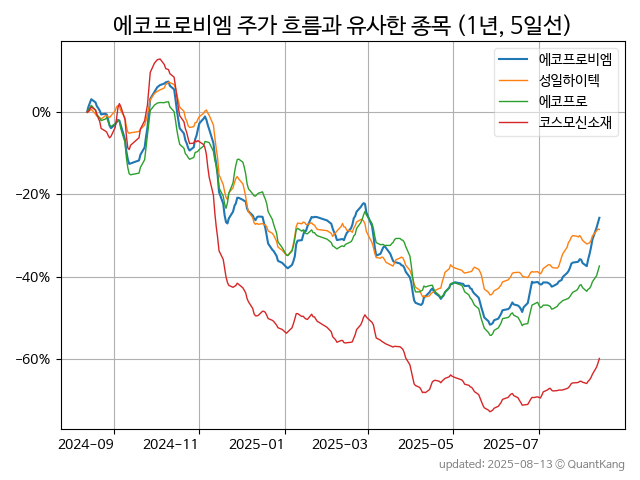 에코프로비엠 주가 흐름과 유사한 종목 (1년, 5일선)
에코프로비엠
성일하이텍
에코프로
코스모신소재
0%
−20%
−40%
−60%
2024-09 2024-11 2025-01 2025-03 2025-05 2025-07
updated: 2025-08-13 © QuantKang